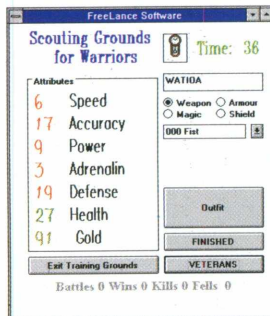 FreeLance Software
Scouting Grounds
for Warriors
Time: 36
Attributes
6 Speed
17 Accuracy
9 Power
3 Adrenalin
19 Defense
27 Health
91 Gold
WATIOA
Weapon Armour
Magic Shield
000 Fist
Outfit
FINISHED
Exit Training Grounds
VETERANS
Battles 0 Wins 0 Kills 0 Fells 0